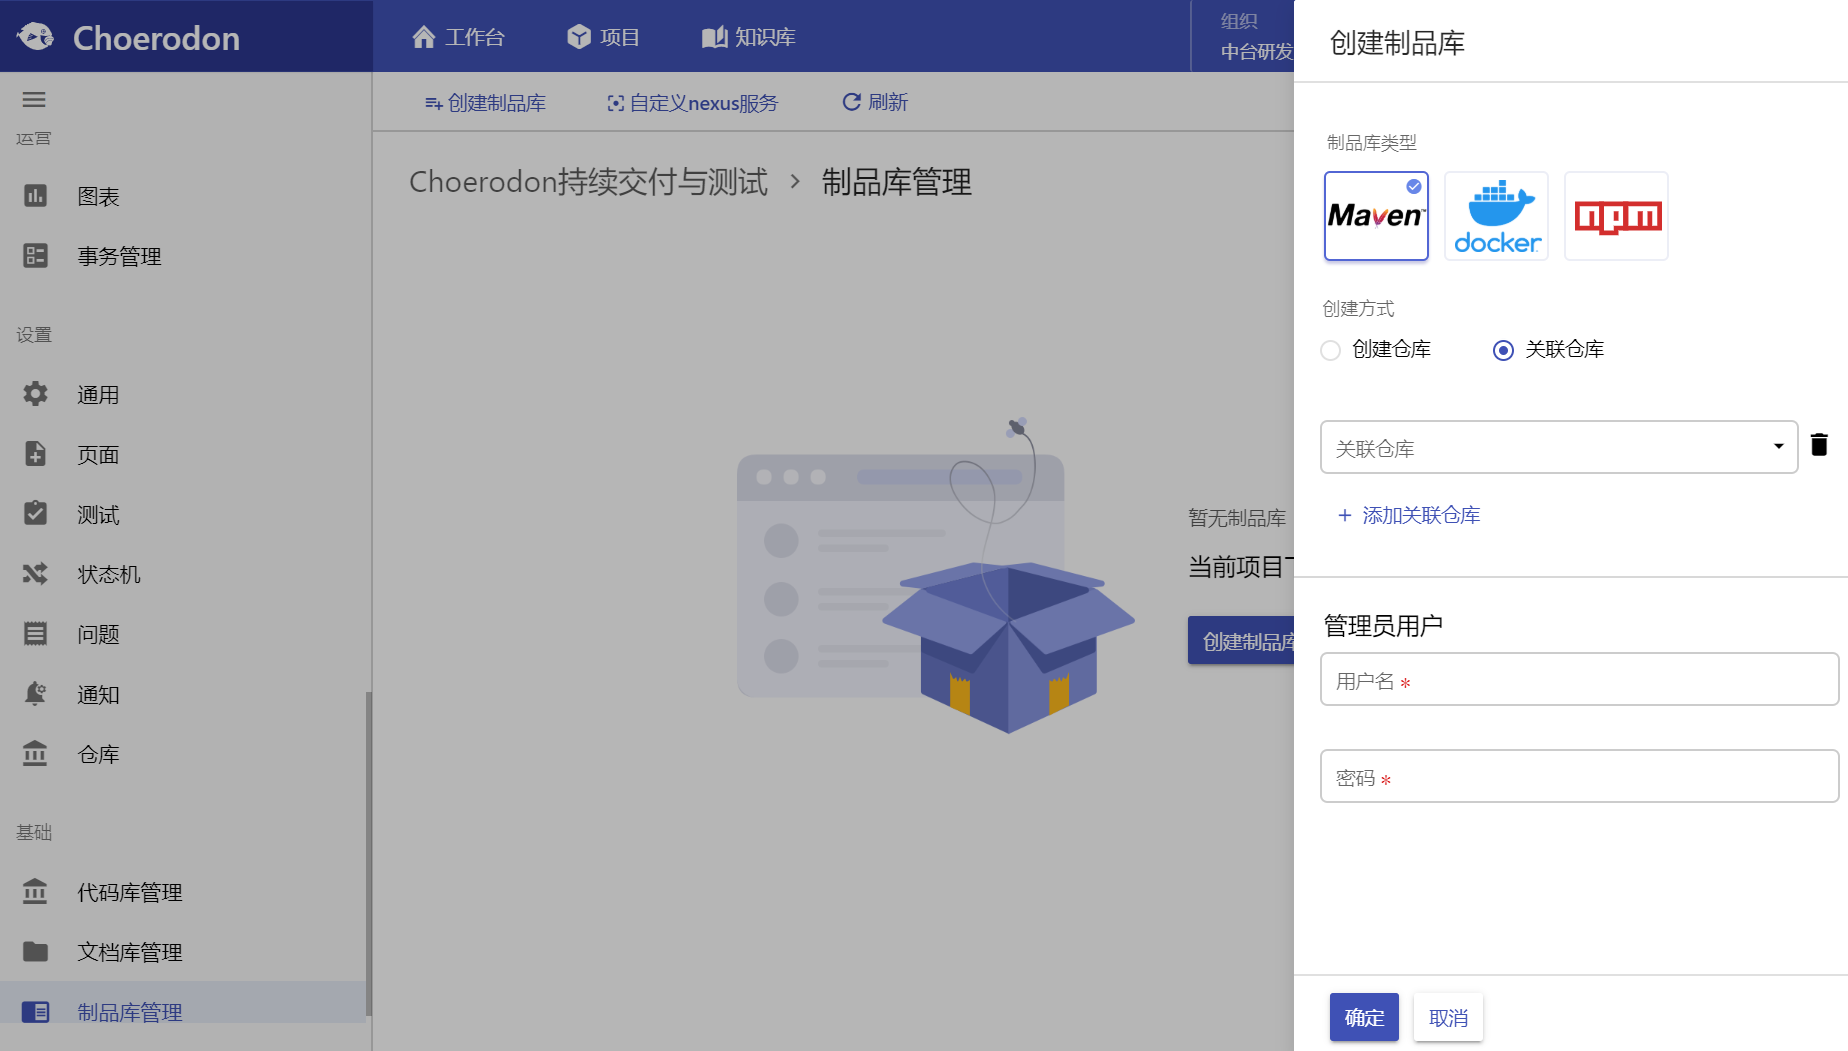 Choerodon
工作台
项目
知识库
组织
中台研发
创建制品库
自定义nexus服务
刷新
Choerodon持续交付与测试 › 制品库管理
运营
图表
事务管理
设置
通用
页面
测试
状态机
问题
通知
仓库
基础
代码库管理
文档库管理
制品库管理
暂无制品库
当前项目
创建制品库
创建制品库
制品库类型
Maven™
docker
npm
创建方式
创建仓库
关联仓库
关联仓库
+ 添加关联仓库
管理员用户
用户名 *
密码 *
确定
取消